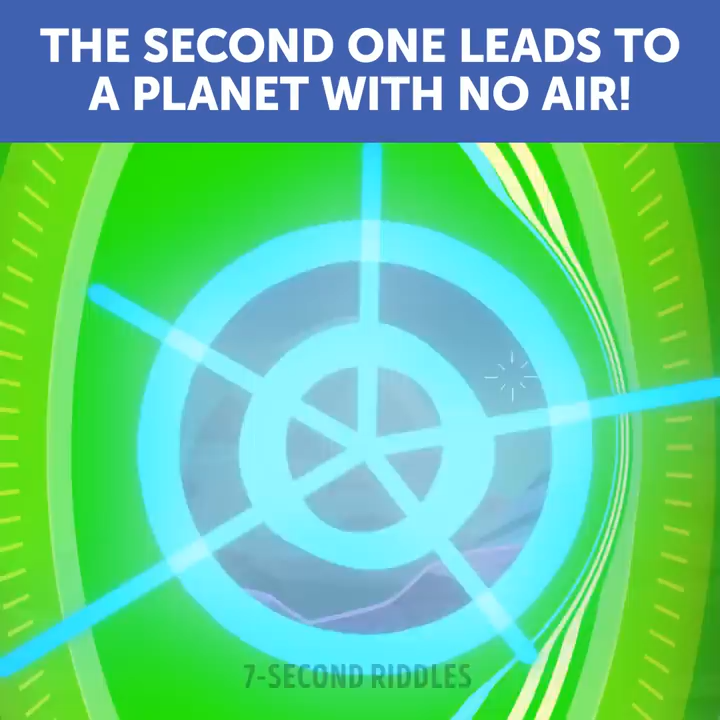 THE SECOND ONE LEADS TO
A PLANET WITH NO AIR!
7-SECOND RIDDLES